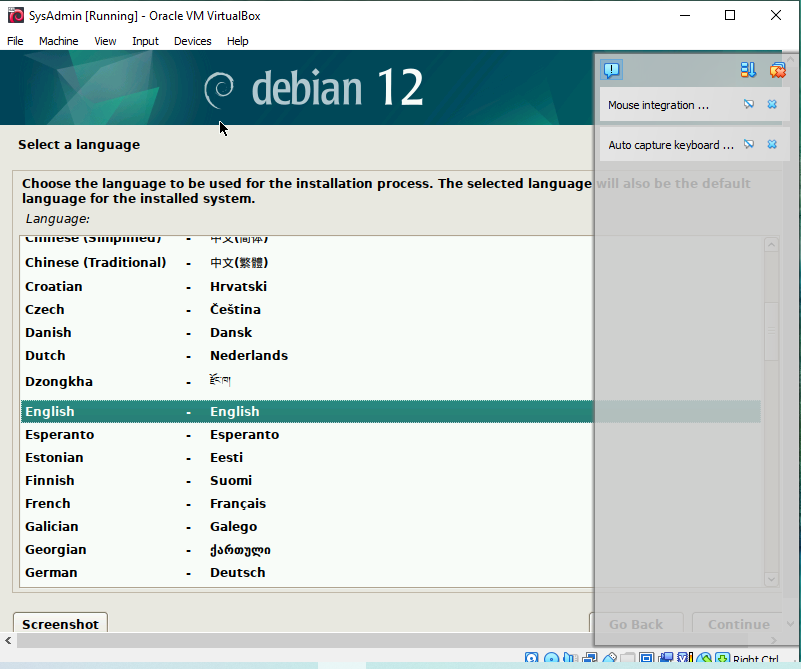 SysAdmin [Running] - Oracle VM VirtualBox
File Machine View Input Devices Help
debian 12
Mouse integration ...
Auto capture keyboard ...
Select a language
Choose the language to be used for the installation process. The selected language will also be the default
language for the installed system.
Language:
Chinese (Simplified) - 中文(简体)
Chinese (Traditional) - 中文(繁體)
Croatian - Hrvatski
Czech - Čeština
Danish - Dansk
Dutch - Nederlands
Dzongkha - རྫོང་ཁ།
English - English
Esperanto - Esperanto
Estonian - Eesti
Finnish - Suomi
French - Français
Galician - Galego
Georgian - ქართული
German - Deutsch
Screenshot Go Back Continue
Right Ctrl